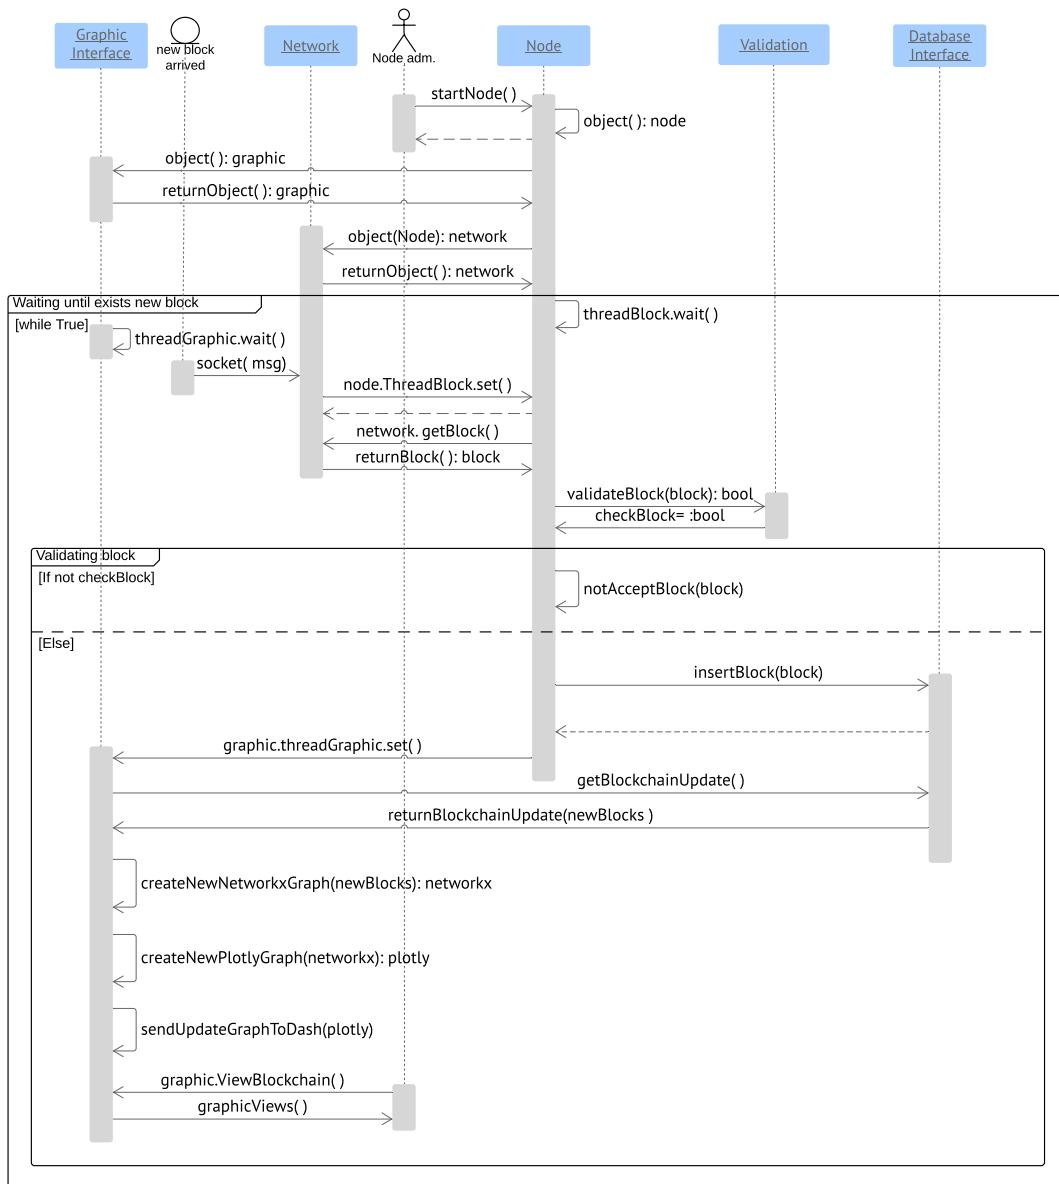 Graphic
Interface
new block
arrived
Network
Node adm.
Node
Validation
Database
Interface
startNode( )
object( ): node
object( ): graphic
returnObject( ): graphic
object(Node): network
returnObject( ): network
Waiting until exists new block
[while True]
threadBlock.wait( )
threadGraphic.wait( )
socket( msg)
node.ThreadBlock.set( )
network. getBlock( )
returnBlock( ): block
validateBlock(block): bool
checkBlock= :bool
Validating block
[If not checkBlock]
notAcceptBlock(block)
[Else]
insertBlock(block)
graphic.threadGraphic.set( )
getBlockchainUpdate( )
returnBlockchainUpdate(newBlocks )
createNewNetworkxGraph(newBlocks): networkx
createNewPlotlyGraph(networkx): plotly
sendUpdateGraphToDash(plotly)
graphic.ViewBlockchain( )
graphicViews( )